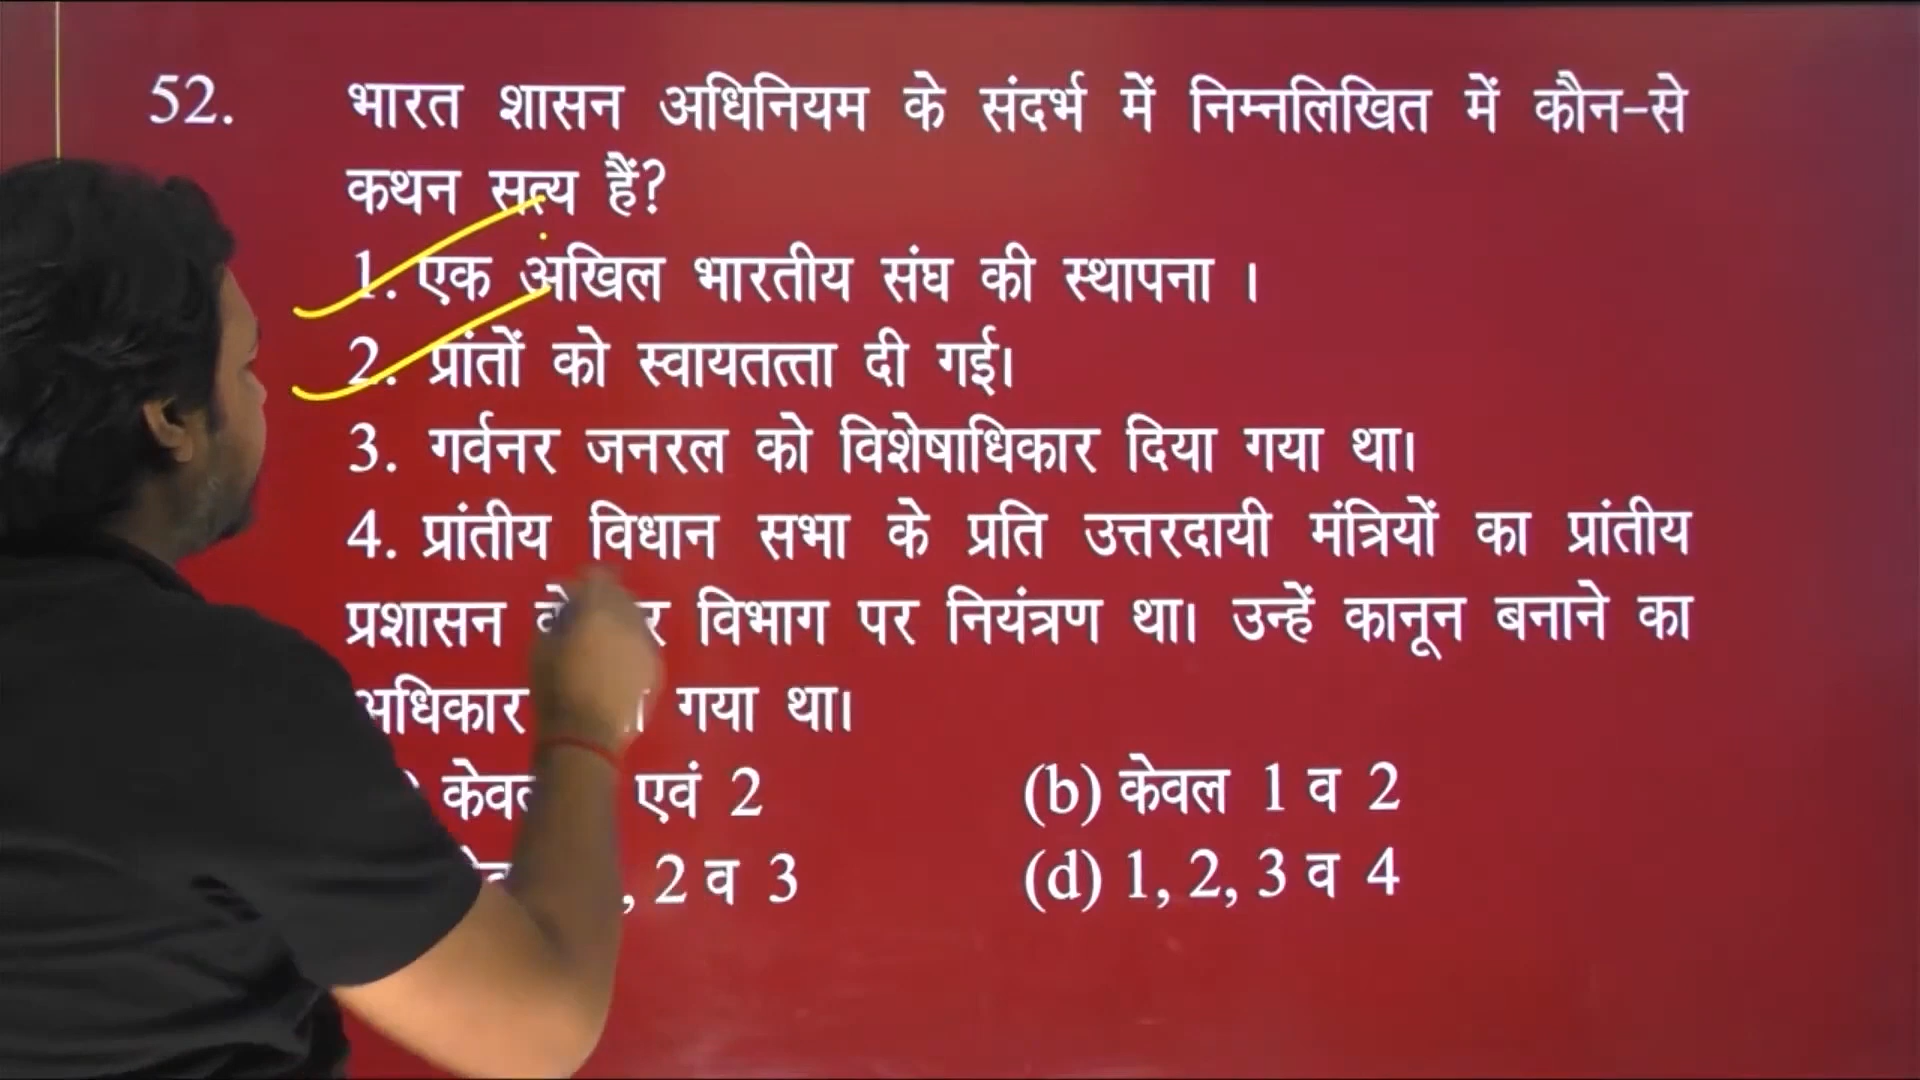 52. भारत शासन अधिनियम के संदर्भ में निम्नलिखित में कौन-से
कथन सत्य हैं?
1. एक अखिल भारतीय संघ की स्थापना ।
2. प्रांतों को स्वायतत्ता दी गई।
3. गर्वनर जनरल को विशेषाधिकार दिया गया था।
4. प्रांतीय विधान सभा के प्रति उत्तरदायी मंत्रियों का प्रांतीय
प्रशासन विभाग पर नियंत्रण था। उन्हें कानून बनाने का
अधिकार गया था।
एवं 2 (b) केवल 1 व 2
, 2 व 3 (d) 1, 2, 3 व 4